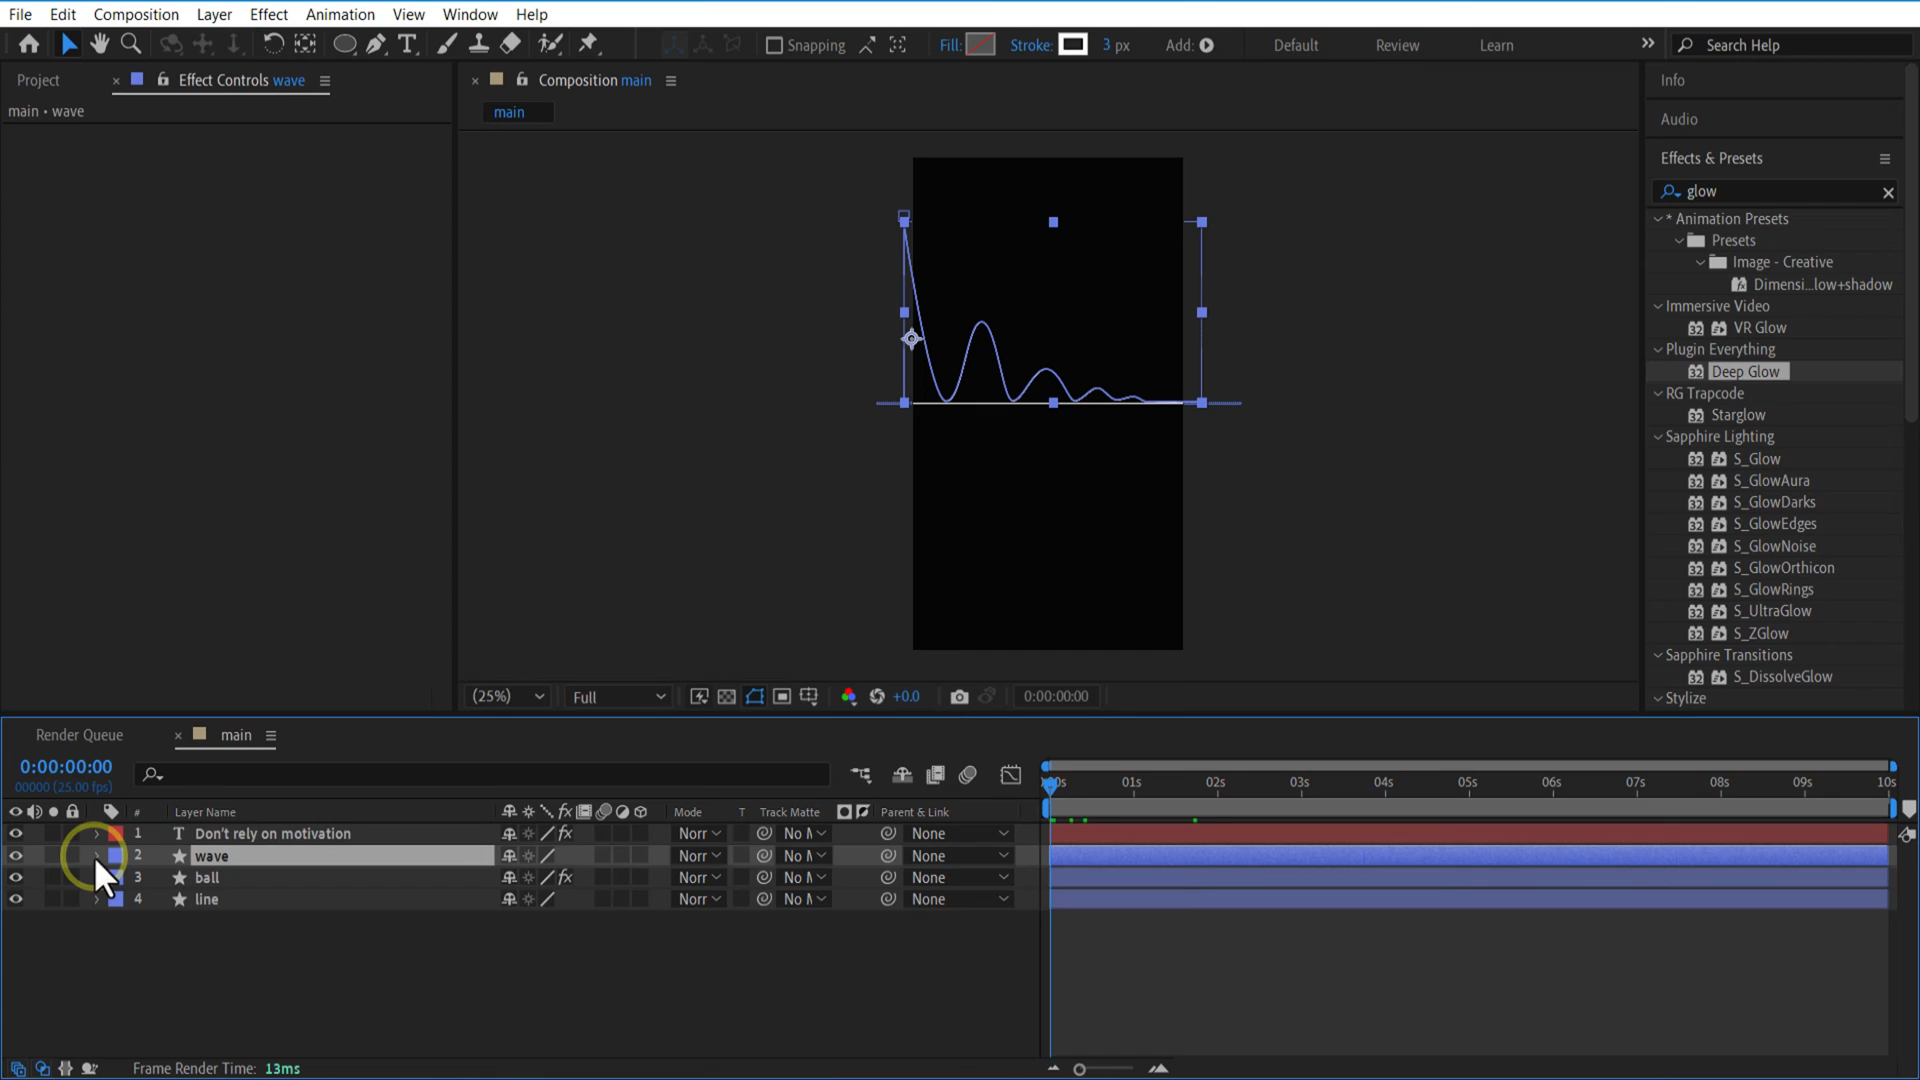 File Edit Composition Layer Effect Animation View Window Help
Snapping Fill: Stroke: 3 px Add: Default Review Learn Search Help
Project Effect Controls wave Composition main Info
main • wave main
Audio
Effects & Presets
glow
* Animation Presets
Presets
Image - Creative
Dimensi...low+shadow
Immersive Video
VR Glow
Plugin Everything
Deep Glow
RG Trapcode
Starglow
Sapphire Lighting
S_Glow
S_GlowAura
S_GlowDarks
S_GlowEdges
S_GlowNoise
S_GlowOrthicon
S_GlowRings
S_UltraGlow
S_ZGlow
Sapphire Transitions
S_DissolveGlow
Stylize
(25%) Full +0.0 0:00:00:00
Render Queue main
0:00:00:00
00000 (25.00 fps)
01s 02s 03s 04s 05s 06s 07s 08s 09s 10s
# Layer Name Mode T Track Matte Parent & Link
1 T Don't rely on motivation Norr No None
2 wave Norr No None
3 ball Norr No None
4 line Norr No None
Frame Render Time: 13ms